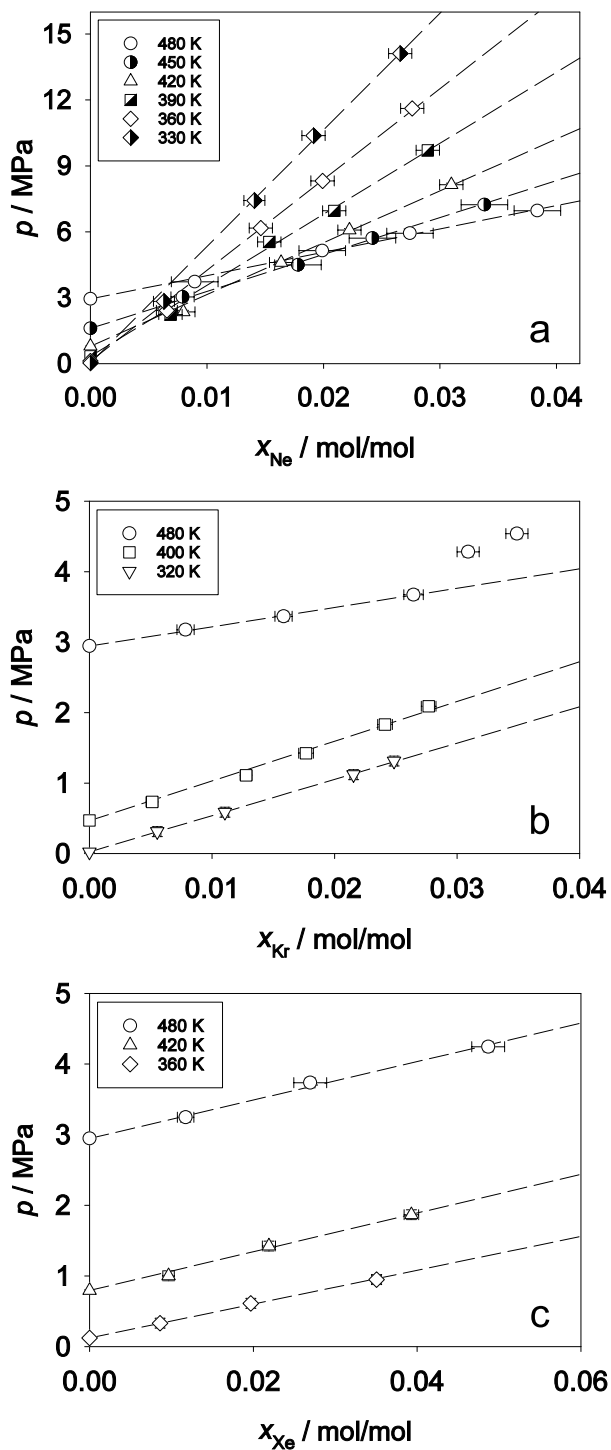 480 K
450 K
420 K
390 K
360 K
330 K
15
12
9
6
3
0
p / MPa
a
0.00 0.01 0.02 0.03 0.04
xNe / mol/mol
480 K
400 K
320 K
5
4
3
2
1
0
p / MPa
b
0.00 0.01 0.02 0.03 0.04
xKr / mol/mol
480 K
420 K
360 K
5
4
3
2
1
0
p / MPa
c
0.00 0.02 0.04 0.06
xXe / mol/mol